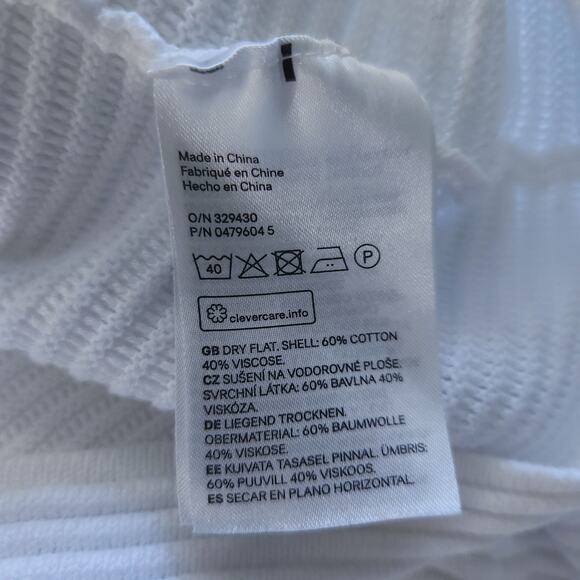 Made in China
Fabriqué en Chine
Hecho en China
O/N 329430
P/N 0479604 5
40 P
clevercare.info
GB DRY FLAT. SHELL: 60% COTTON
40% VISCOSE.
CZ SUŠENÍ NA VODOROVNÉ PLOŠE.
SVRCHNÍ LÁTKA: 60% BAVLNA 40%
VISKÓZA.
DE LIEGEND TROCKNEN.
OBERMATERIAL: 60% BAUMWOLLE
40% VISKOSE.
EE KUIVATA TASASEL PINNAL. ÜMBRIS:
60% PUUVILL 40% VISKOOS.
ES SECAR EN PLANO HORIZONTAL.